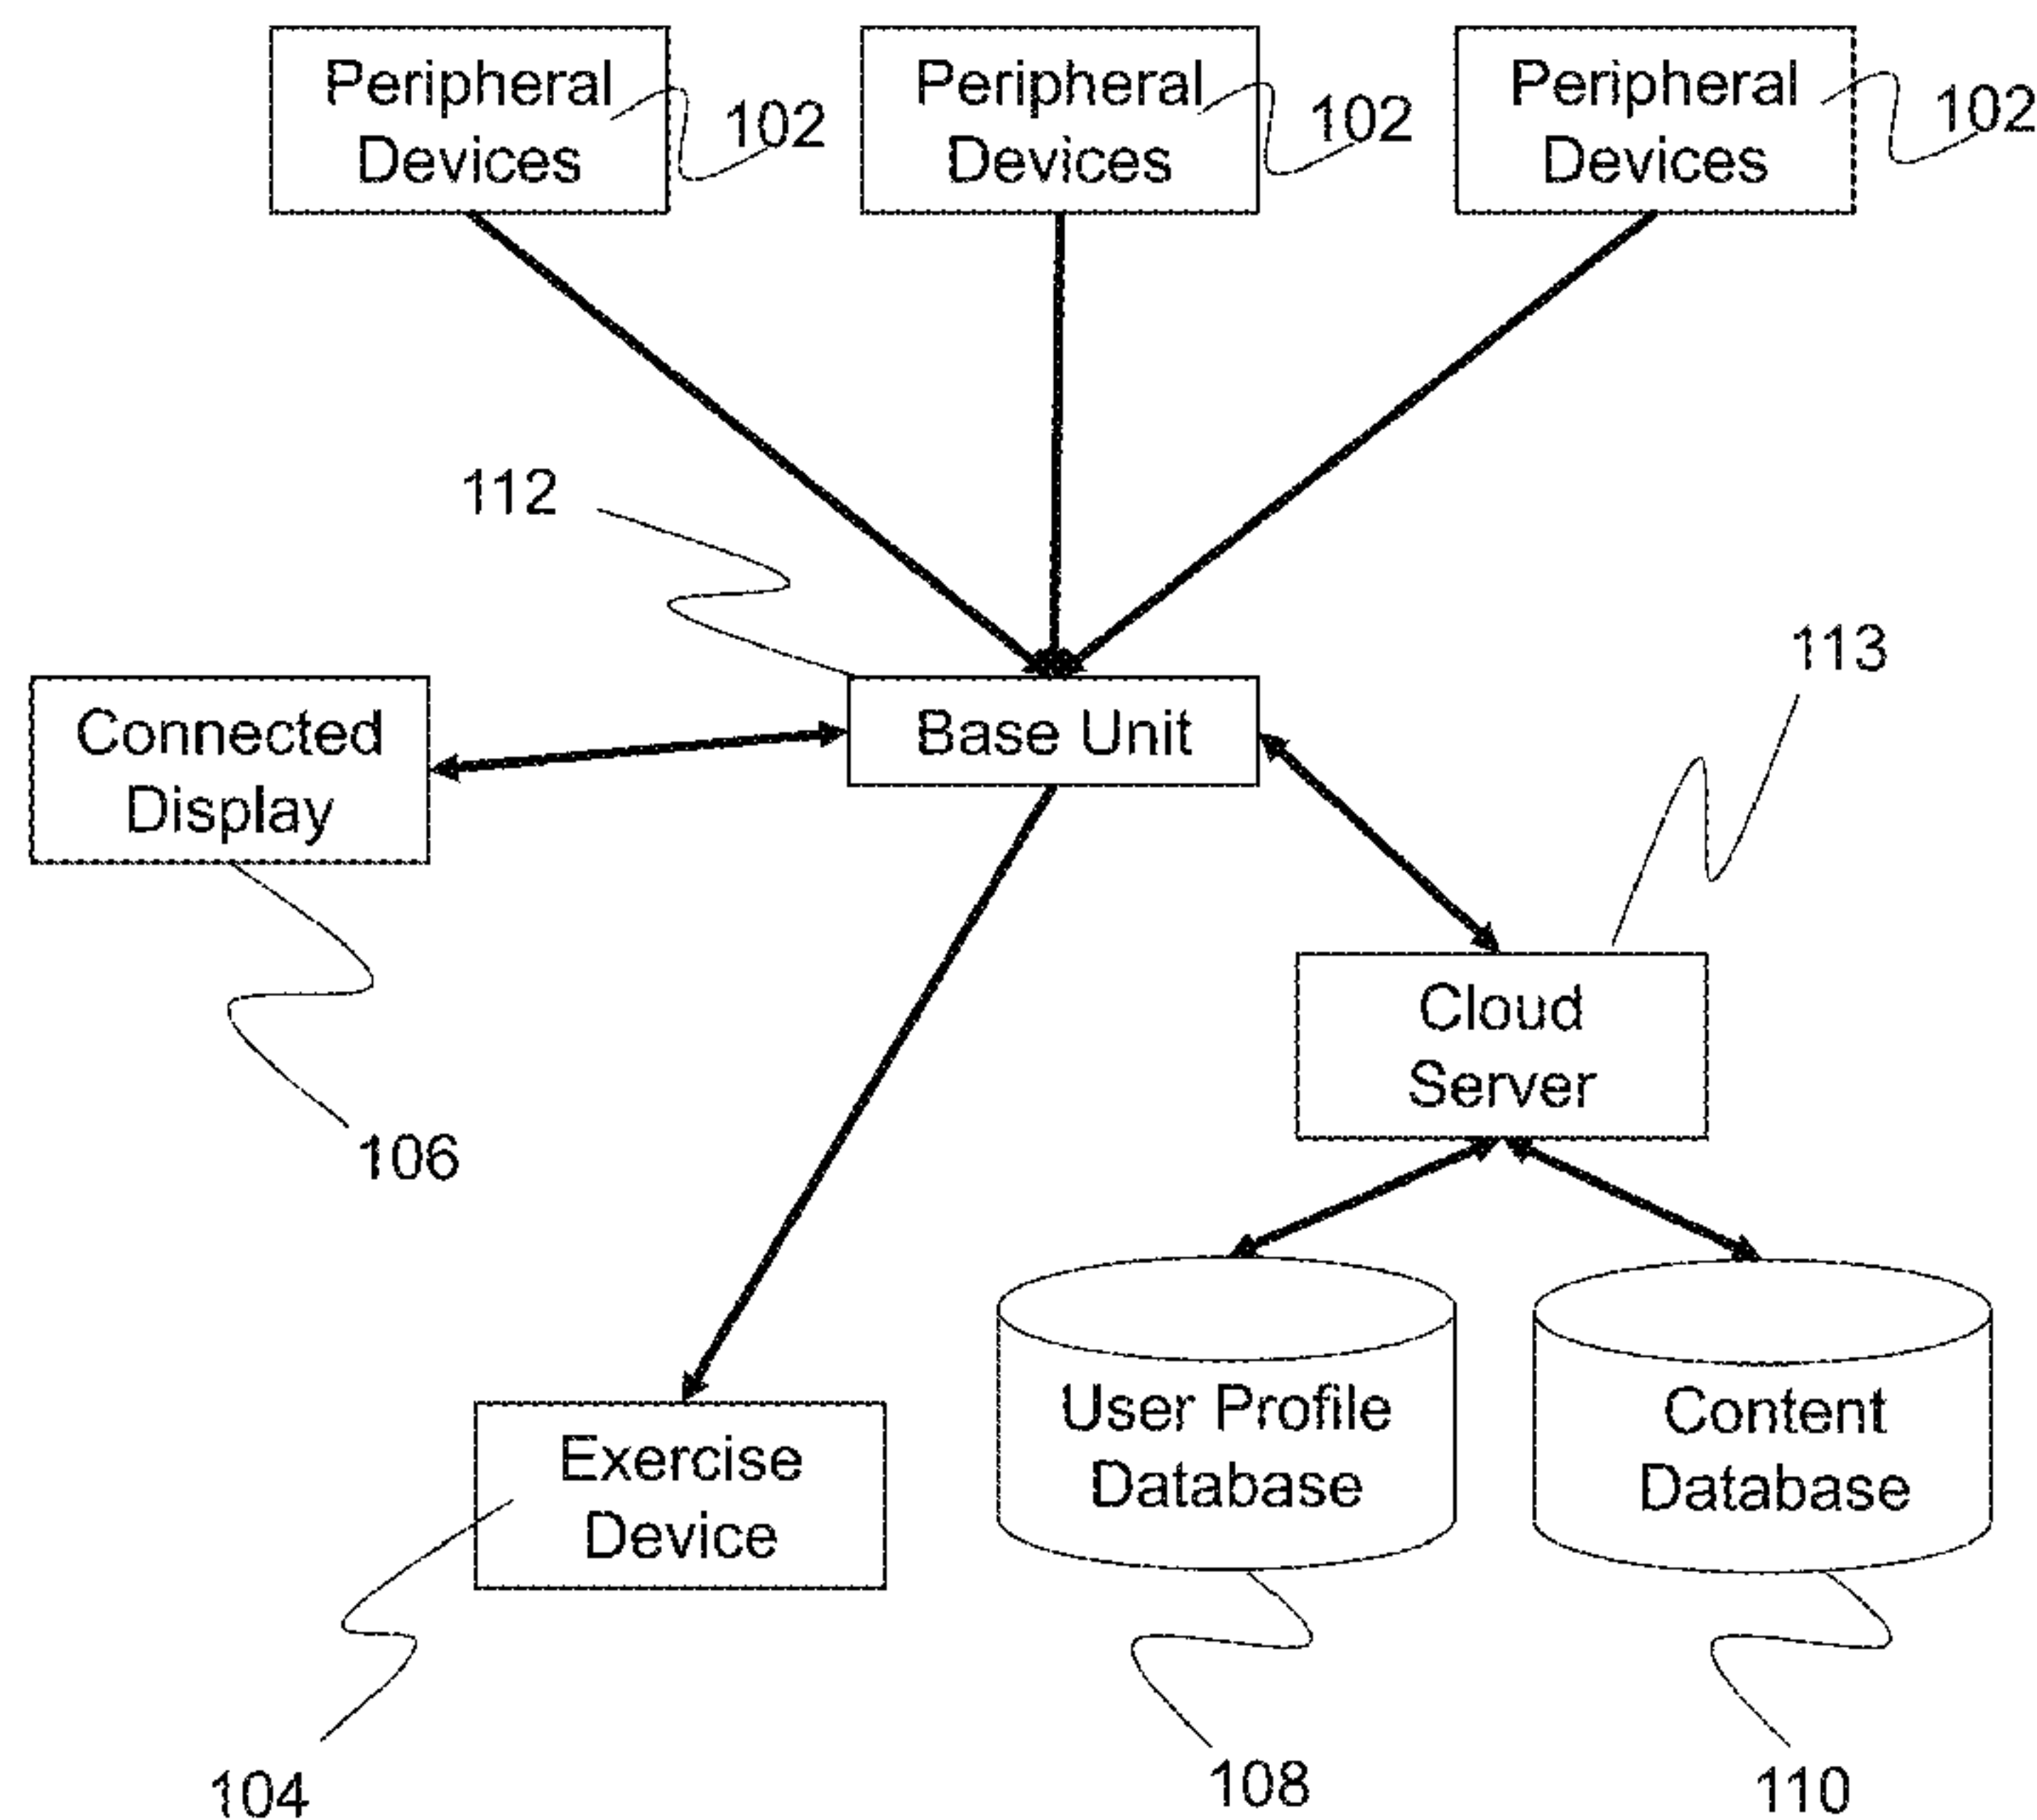 Peripheral
Devices
102
Peripheral
Devices
102
Peripheral
Devices
102
112
113
Connected
Display
Base Unit
106
Cloud
Server
Exercise
Device
User Profile
Database
Content
Database
104
108
110